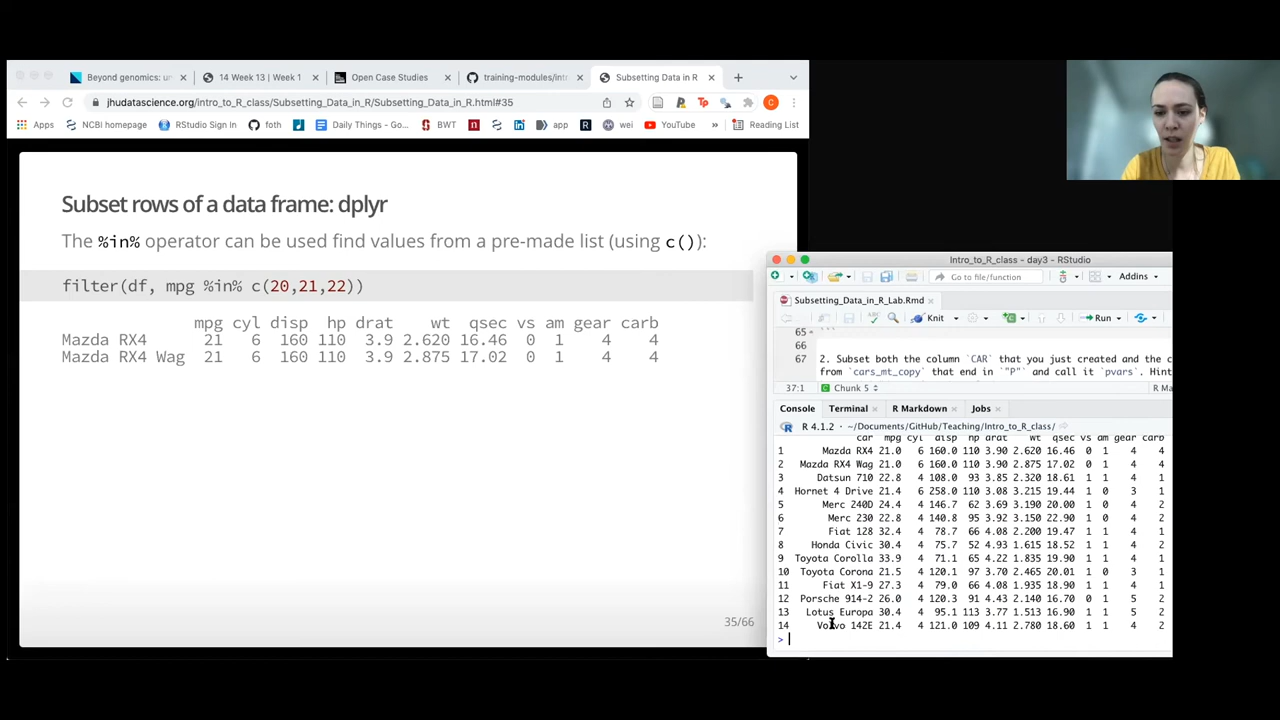 Beyond genomics: un
14 Week 13 | Week 1
Open Case Studies
training-modules/intr
Subsetting Data in R
jhudatascience.org/intro_to_R_class/Subsetting_Data_in_R/Subsetting_Data_in_R.html#35
Apps
NCBI homepage
RStudio Sign In
foth
Daily Things - Go...
BWT
app
wei
YouTube
»
Reading List
Subset rows of a data frame: dplyr
The %in% operator can be used find values from a pre-made list (using c()):
filter(df, mpg %in% c(20,21,22))
mpg cyl disp hp drat wt qsec vs am gear carb
Mazda RX4 21 6 160 110 3.9 2.620 16.46 0 1 4 4
Mazda RX4 Wag 21 6 160 110 3.9 2.875 17.02 0 1 4 4
35/66
Intro_to_R_class - day3 - RStudio
Go to file/function
Addins
Subsetting_Data_in_R_Lab.Rmd
Knit
Run
65 ```
66
67 2. Subset both the column `CAR` that you just created and the c
from `cars_mt_copy` that end in `"P"` and call it `pvars`. Hint
37:1 Chunk 5 R Ma
Console Terminal R Markdown Jobs
R 4.1.2 · ~/Documents/GitHub/Teaching/Intro_to_R_class/
car mpg cyl disp hp drat wt qsec vs am gear carb
1 Mazda RX4 21.0 6 160.0 110 3.90 2.620 16.46 0 1 4 4
2 Mazda RX4 Wag 21.0 6 160.0 110 3.90 2.875 17.02 0 1 4 4
3 Datsun 710 22.8 4 108.0 93 3.85 2.320 18.61 1 1 4 1
4 Hornet 4 Drive 21.4 6 258.0 110 3.08 3.215 19.44 1 0 3 1
5 Merc 240D 24.4 4 146.7 62 3.69 3.190 20.00 1 0 4 2
6 Merc 230 22.8 4 140.8 95 3.92 3.150 22.90 1 0 4 2
7 Fiat 128 32.4 4 78.7 66 4.08 2.200 19.47 1 1 4 1
8 Honda Civic 30.4 4 75.7 52 4.93 1.615 18.52 1 1 4 2
9 Toyota Corolla 33.9 4 71.1 65 4.22 1.835 19.90 1 1 4 1
10 Toyota Corona 21.5 4 120.1 97 3.70 2.465 20.01 1 0 3 1
11 Fiat X1-9 27.3 4 79.0 66 4.08 1.935 18.90 1 1 4 1
12 Porsche 914-2 26.0 4 120.3 91 4.43 2.140 16.70 0 1 5 2
13 Lotus Europa 30.4 4 95.1 113 3.77 1.513 16.90 1 1 5 2
14 Volvo 142E 21.4 4 121.0 109 4.11 2.780 18.60 1 1 4 2
>